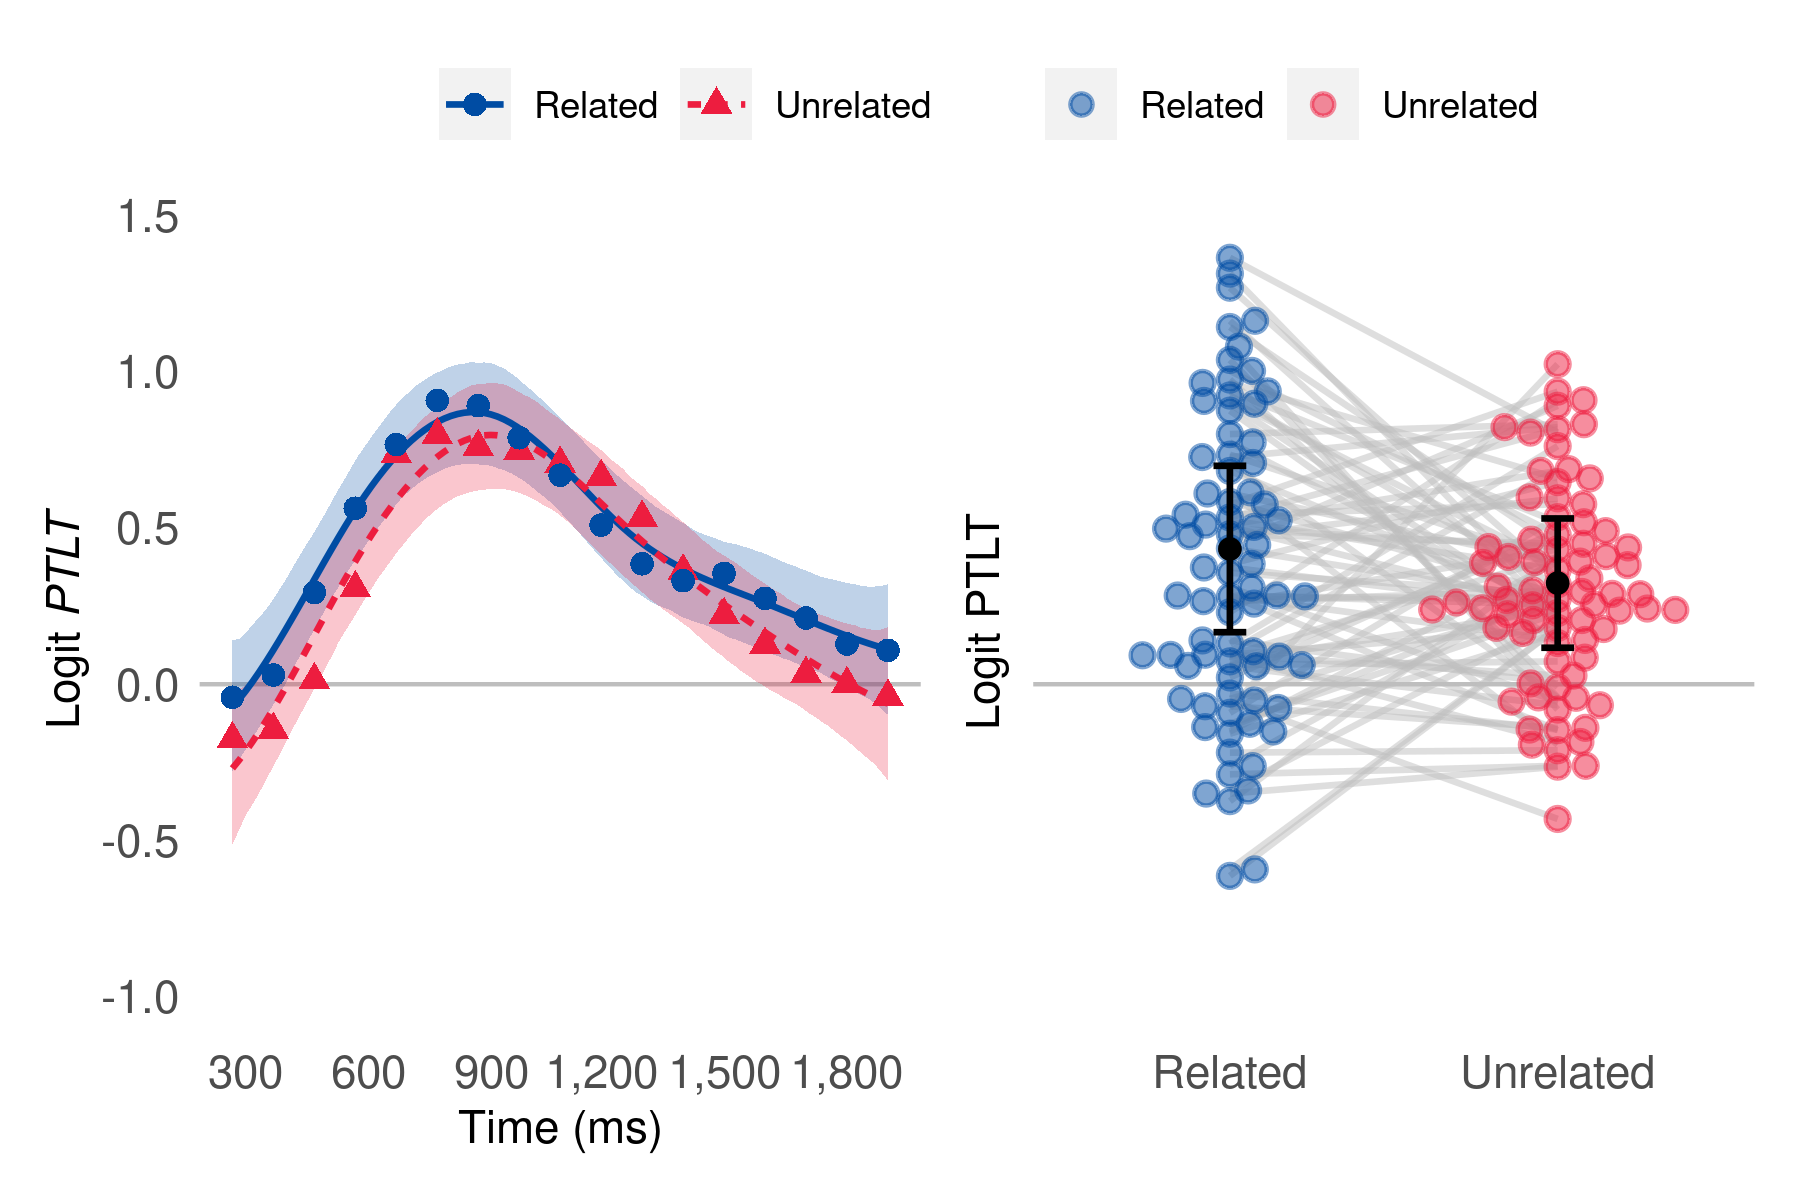 Related Unrelated Related Unrelated
Logit PTLT
1.5
1.0
0.5
0.0
-0.5
-1.0
300 600 900 1,200 1,500 1,800
Time (ms)
Logit PTLT
Related Unrelated